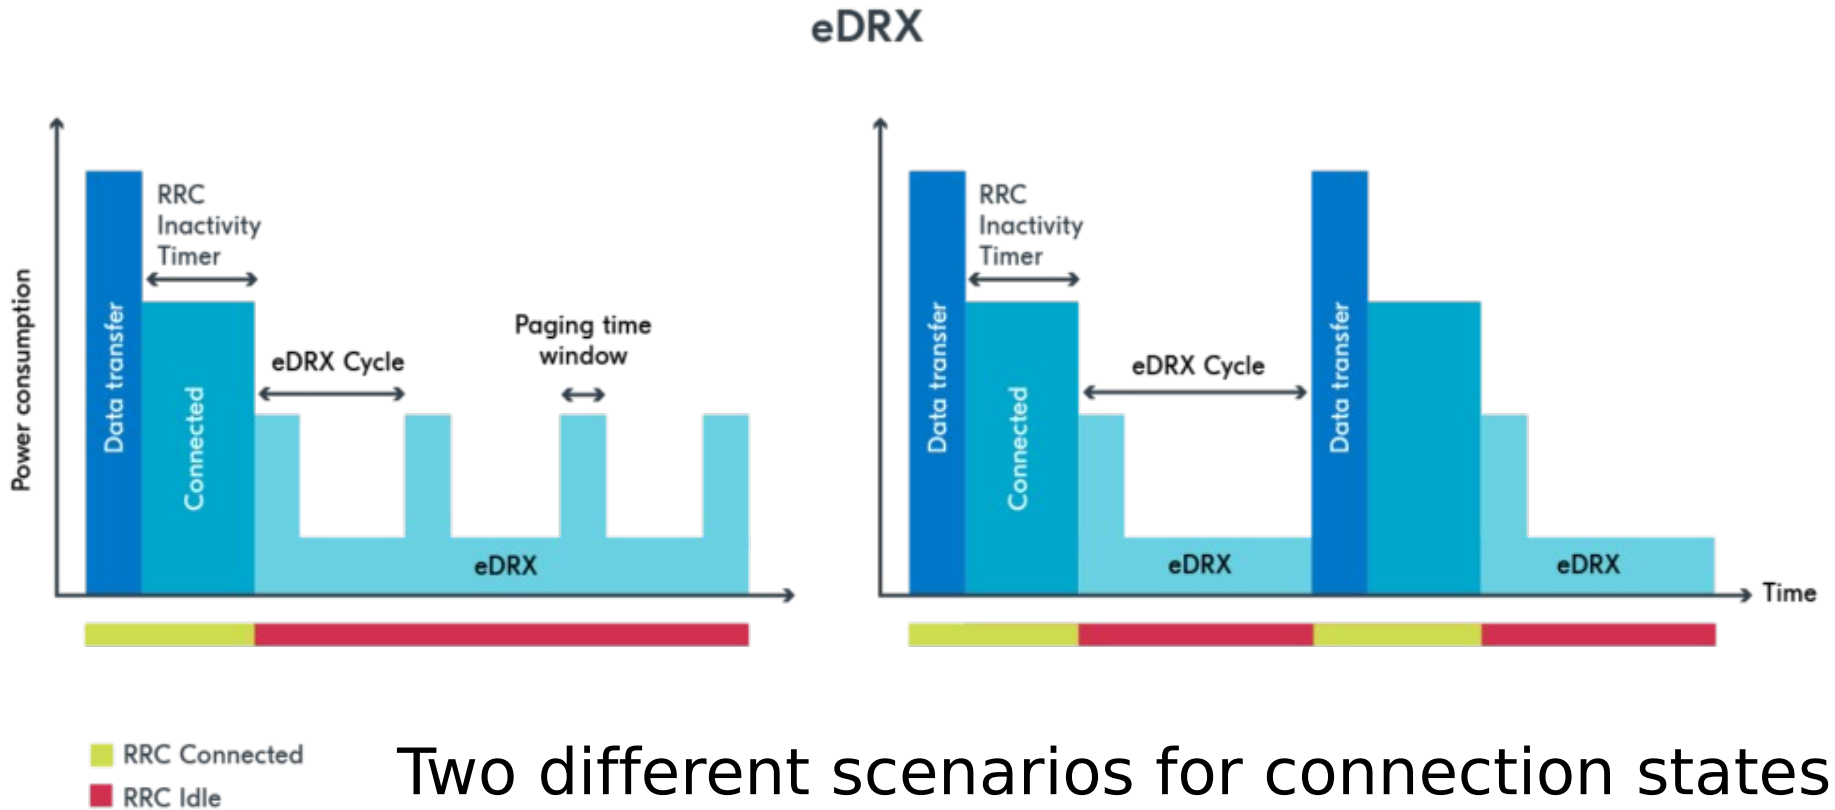 eDRX
Power consumption
Data transfer
RRC
Inactivity
Timer
Connected
eDRX Cycle
Paging time
window
eDRX
Data transfer
RRC
Inactivity
Timer
Connected
eDRX Cycle
eDRX
Data transfer
eDRX
Time
RRC Connected
RRC Idle
Two different scenarios for connection states